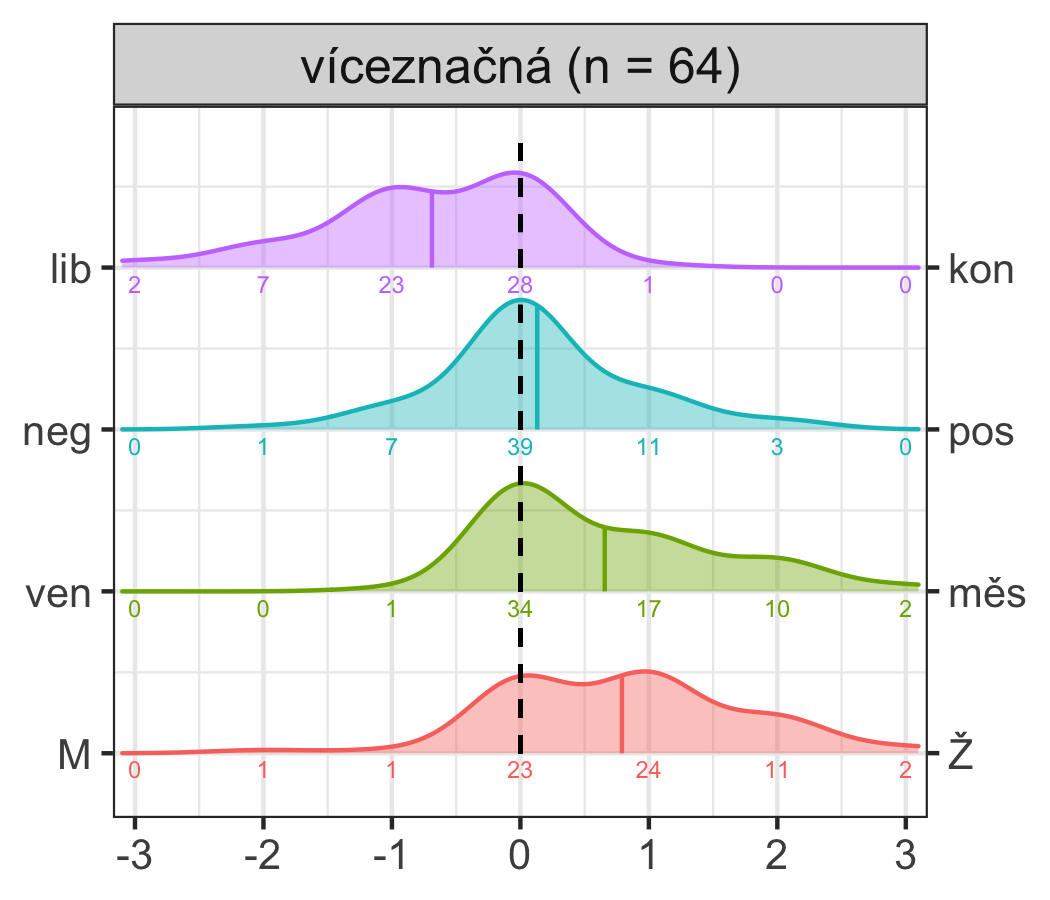 víceznačná (n = 64)
lib kon
2 7 23 28 1 0 0
neg pos
0 1 7 39 11 3 0
ven měs
0 0 1 34 17 10 2
M Ž
0 1 1 23 24 11 2
-3 -2 -1 0 1 2 3